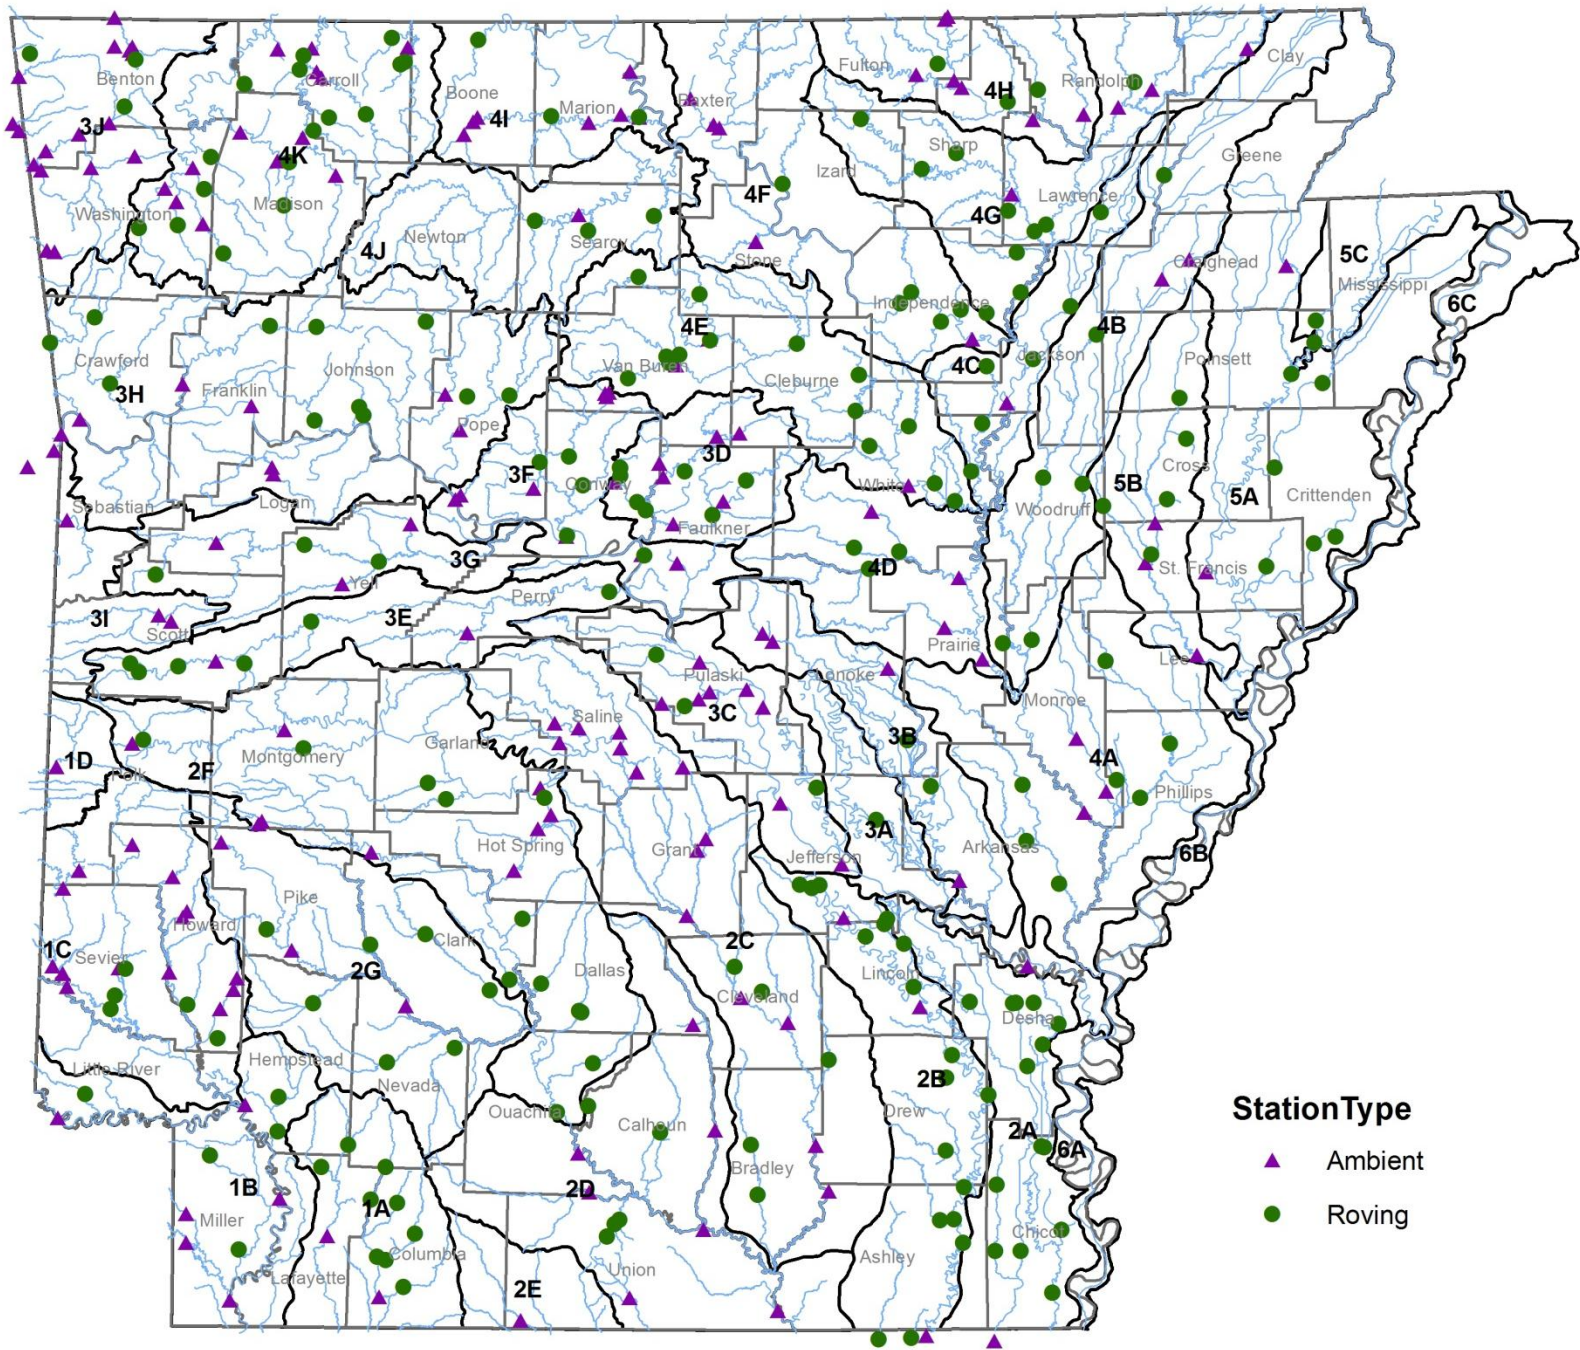 Clay
Fulton
Benton
Carroll
Randolph
Boone
4H
Baxter
Marion
4I
3J
Sharp
Greene
4K
Izard
4F
Lawrence
Madison
Washington
4G
Newton
Searcy
4J
Stone
5C
Craighead
Mississippi
Independence
6C
4E
4B
Jackson
Poinsett
Crawford
Van Buren
4C
Johnson
Cleburne
Franklin
3H
Pope
3D
Cross
3F
Conway
White
5B
Crittenden
5A
Logan
Sebastian
Woodruff
Faulkner
3G
4D
St. Francis
Yell
Perry
3I
3E
Scott
Prairie
Lee
Pulaski
Lonoke
Monroe
3C
Saline
3B
Garland
Montgomery
1D
4A
2F
Polk
Phillips
3A
Hot Spring
Grant
Arkansas
6B
Jefferson
Pike
Howard
Clark
2C
1C
Sevier
2G
Dallas
Lincoln
Cleveland
Desha
Hempstead
Little River
2B
Nevada
StationType
Ouachita
Drew
Calhoun
2A
6A
Ambient
Bradley
1B
2D
1A
Roving
Miller
Chicot
Columbia
Ashley
Union
Lafayette
2E